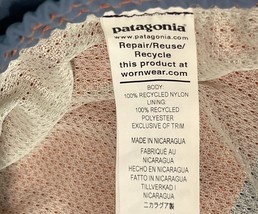 patagonia
www.patagonia.com
Repair/Reuse/
Recycle
this product at
wornwear.com
BODY:
100% RECYCLED NYLON
LINING:
100% RECYCLED
POLYESTER
EXCLUSIVE OF TRIM
MADE IN NICARAGUA
FABRIQUÉ AU
NICARAGUA
HECHO EN NICARAGUA
FATTO IN NICARAGUA
TILLVERKAD I
NICARAGUA
ニカラグア製